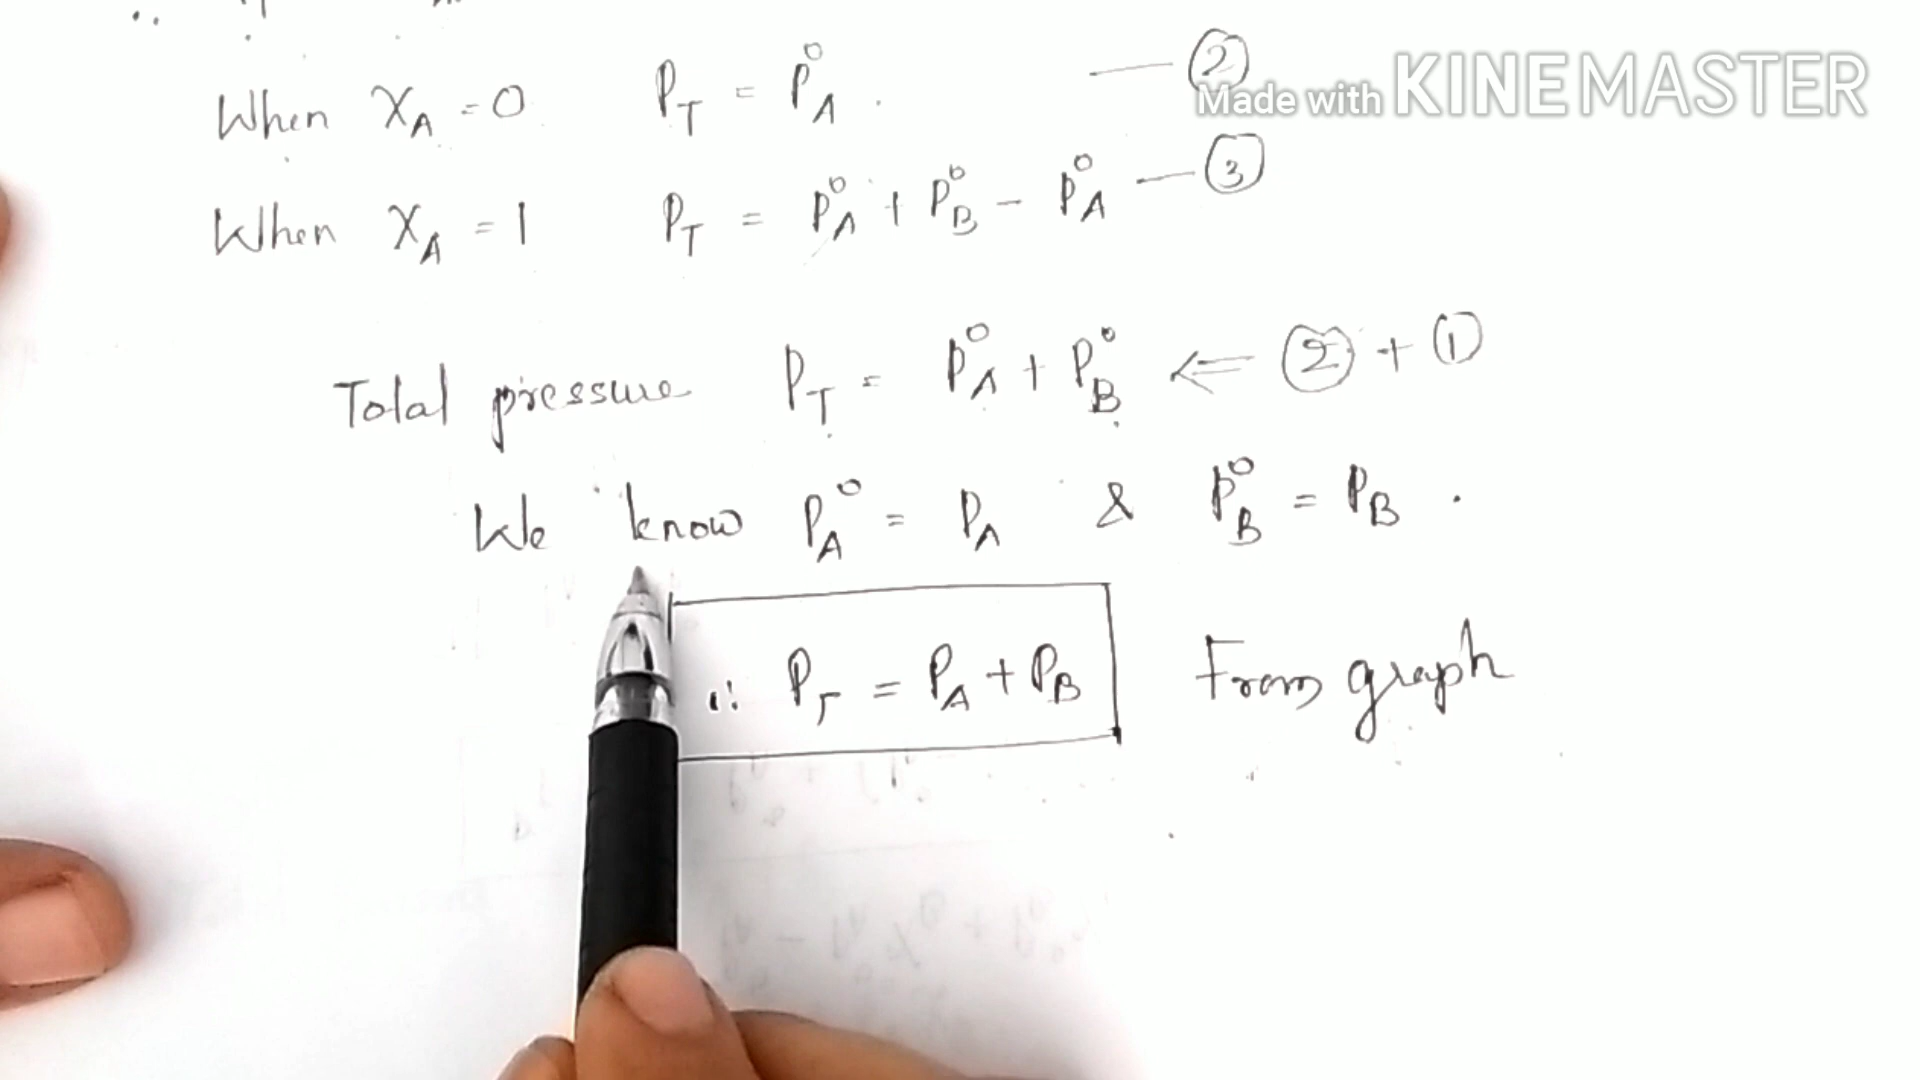 When X_A = 0 P_T = P°_A . — ②
Made with KINEMASTER
When X_A = 1 P_T = P°_A + P°_B - P°_A — ③
Total pressure P_T = P°_A + P°_B ⇐ ② + ①
We know P_A° = P_A & P°_B = P_B .
∴ P_T = P_A + P_B From graph